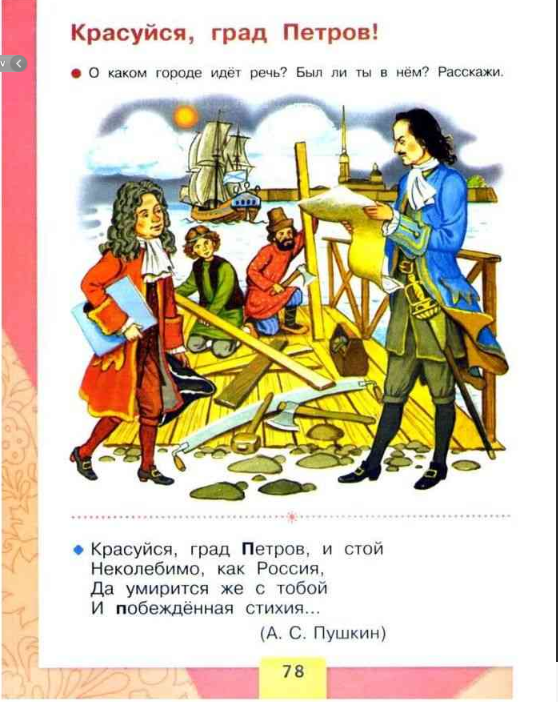 Красуйся, град Петров!
О каком городе идёт речь? Был ли ты в нём? Расскажи.
Красуйся, град Петров, и стой
Неколебимо, как Россия,
Да умирится же с тобой
И побеждённая стихия...
(А. С. Пушкин)
78